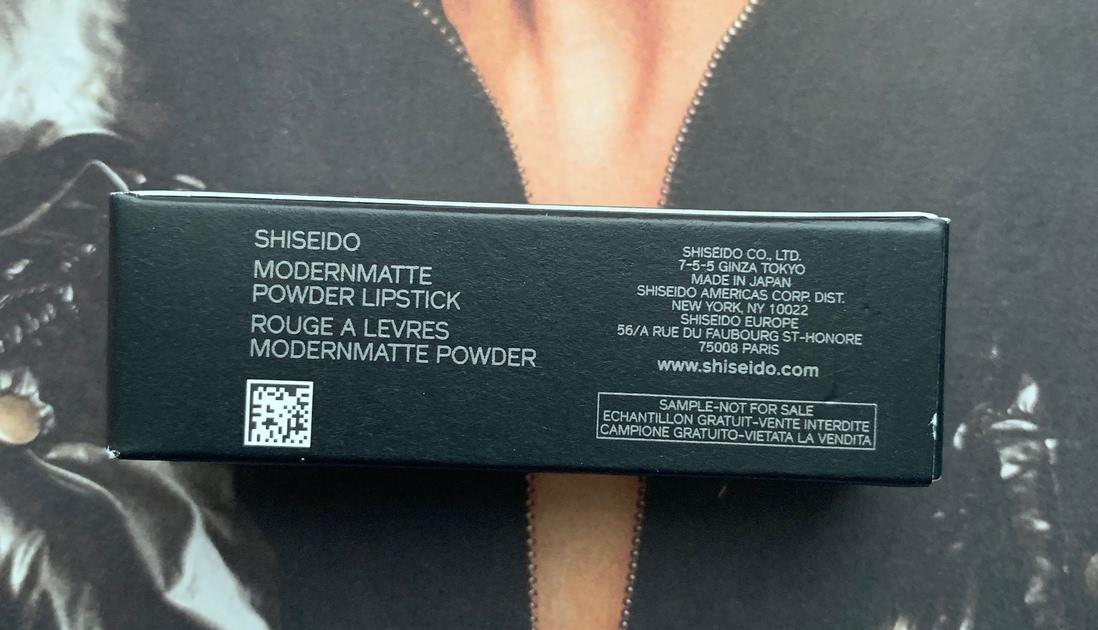 SHISEIDO
MODERNMATTE
POWDER LIPSTICK
ROUGE A LEVRES
MODERNMATTE POWDER
SHISEIDO CO., LTD.
7-5-5 GINZA TOKYO
MADE IN JAPAN
SHISEIDO AMERICAS CORP. DIST.
NEW YORK, NY 10022
SHISEIDO EUROPE
56/A RUE DU FAUBOURG ST-HONORE
75008 PARIS
www.shiseido.com
SAMPLE-NOT FOR SALE
ECHANTILLON GRATUIT-VENTE INTERDITE
CAMPIONE GRATUITO-VIETATA LA VENDITA